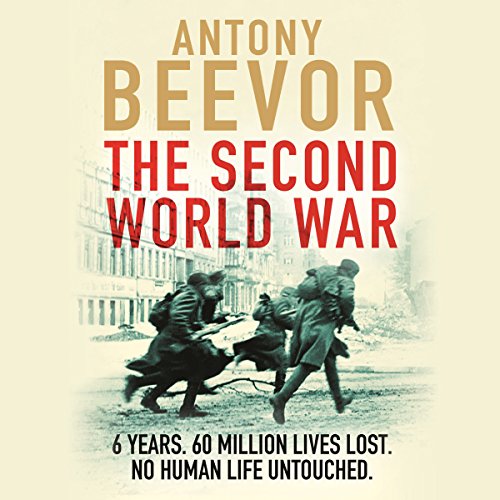 ANTONY
BEEVOR
THE SECOND
WORLD WAR
6 YEARS. 60 MILLION LIVES LOST.
NO HUMAN LIFE UNTOUCHED.